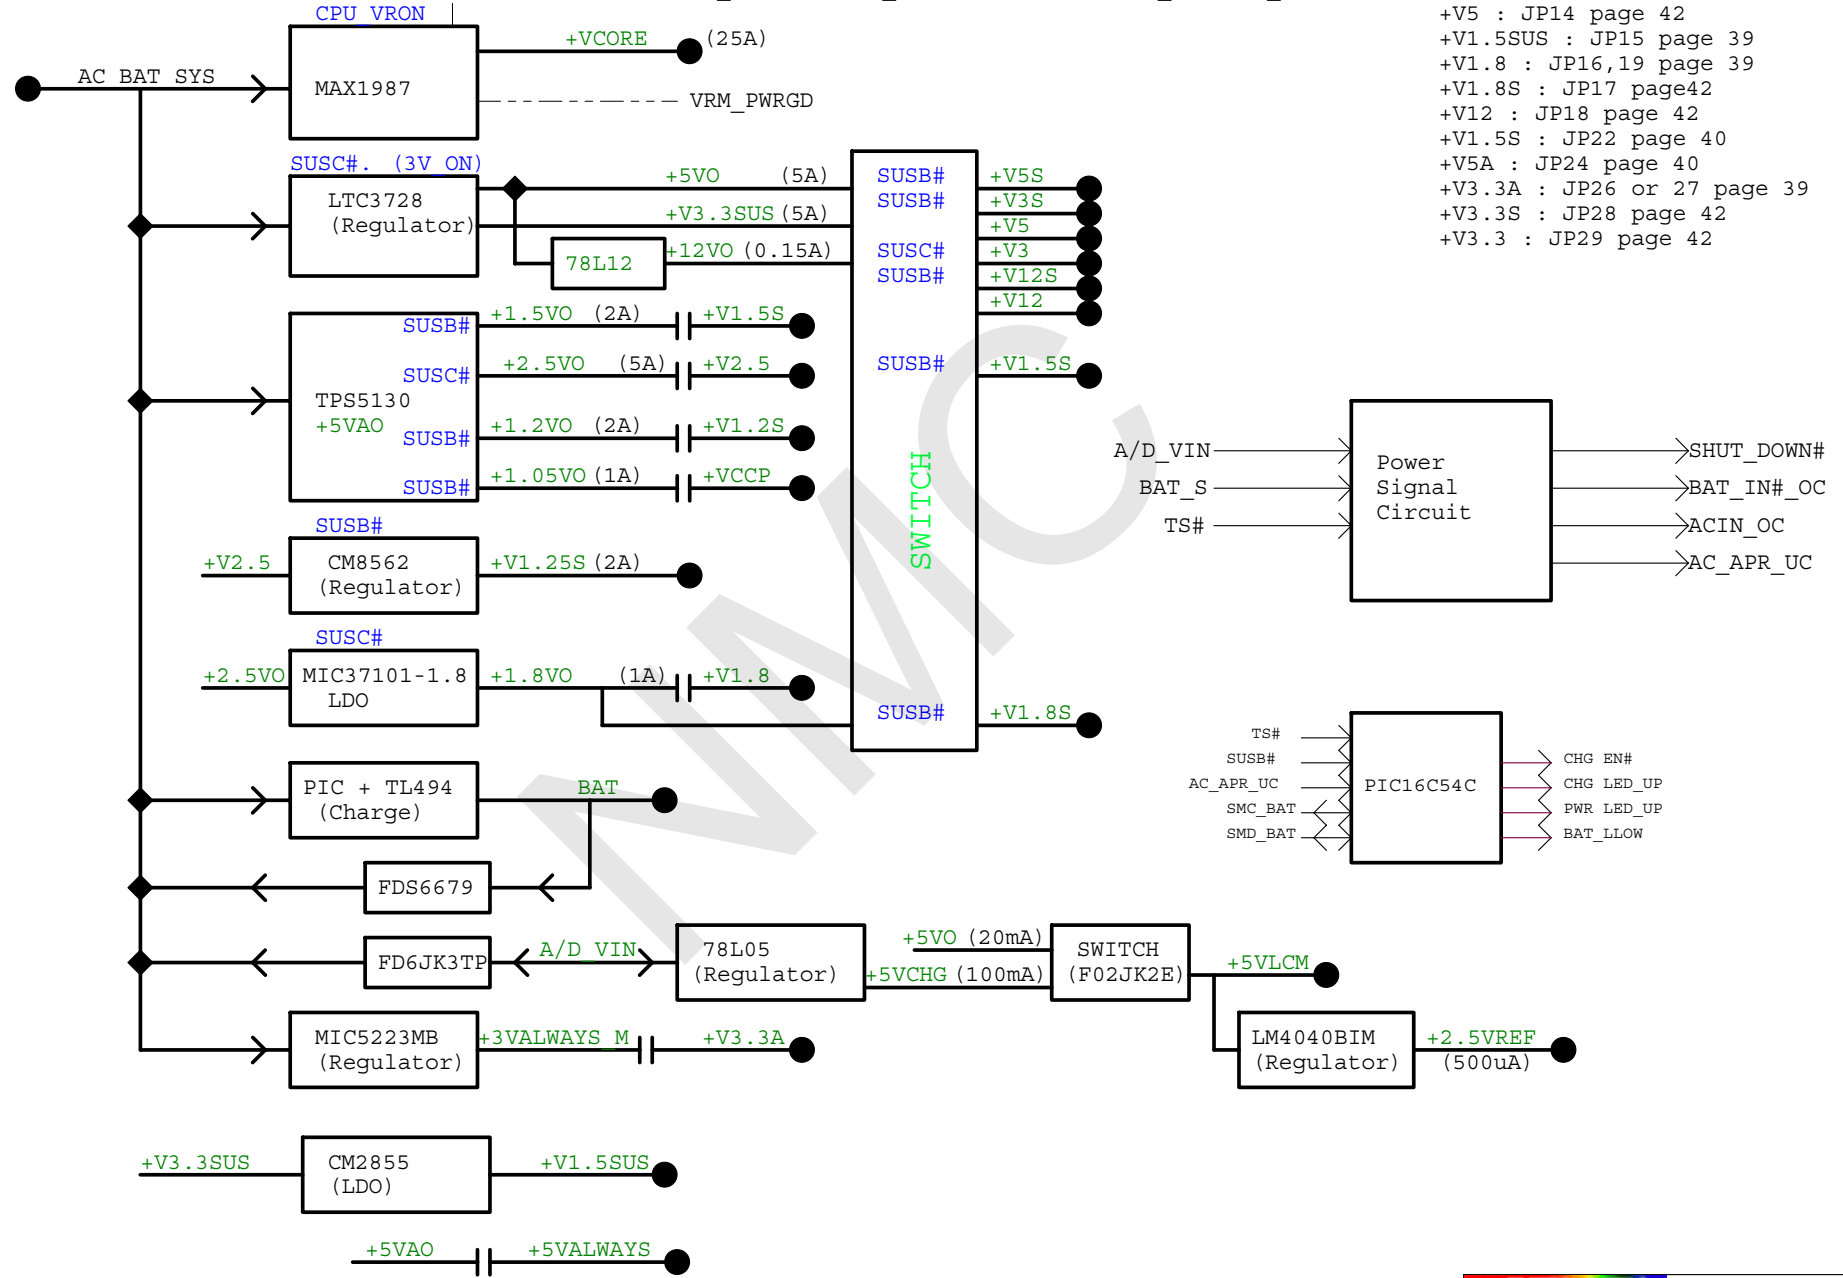 CPU_VRON
+VCORE (25A)
AC_BAT_SYS
MAX1987
VRM_PWRGD
+V5 : JP14 page 42
+V1.5SUS : JP15 page 39
+V1.8 : JP16,19 page 39
+V1.8S : JP17 page42
+V12 : JP18 page 42
+V1.5S : JP22 page 40
+V5A : JP24 page 40
+V3.3A : JP26 or 27 page 39
+V3.3S : JP28 page 42
+V3.3 : JP29 page 42
SUSC#. (3V_ON)
LTC3728
(Regulator)
+5VO (5A)
+V3.3SUS (5A)
78L12
+12VO (0.15A)
SUSB#
SUSB#
SUSC#
SUSB#
SUSB#
SUSB#
SWITCH
+V5S
+V3S
+V5
+V3
+V12S
+V12
+V1.5S
+V1.8S
TPS5130
+5VAO
SUSB#
+1.5VO (2A)
+V1.5S
SUSC#
+2.5VO (5A)
+V2.5
SUSB#
+1.2VO (2A)
+V1.2S
SUSB#
+1.05VO (1A)
+VCCP
SUSB#
+V2.5
CM8562
(Regulator)
+V1.25S (2A)
SUSC#
+2.5VO
MIC37101-1.8
LDO
+1.8VO (1A)
+V1.8
A/D_VIN
BAT_S
TS#
Power
Signal
Circuit
SHUT_DOWN#
BAT_IN#_OC
ACIN_OC
AC_APR_UC
TS#
SUSB#
AC_APR_UC
SMC_BAT
SMD_BAT
PIC16C54C
CHG EN#
CHG LED_UP
PWR LED_UP
BAT_LLOW
PIC + TL494
(Charge)
BAT
FDS6679
FD6JK3TP
A/D_VIN
78L05
(Regulator)
+5VO (20mA)
+5VCHG (100mA)
SWITCH
(F02JK2E)
+5VLCM
LM4040BIM
(Regulator)
+2.5VREF
(500uA)
MIC5223MB
(Regulator)
+3VALWAYS_M
+V3.3A
+V3.3SUS
CM2855
(LDO)
+V1.5SUS
+5VAO
+5VALWAYS
NMC